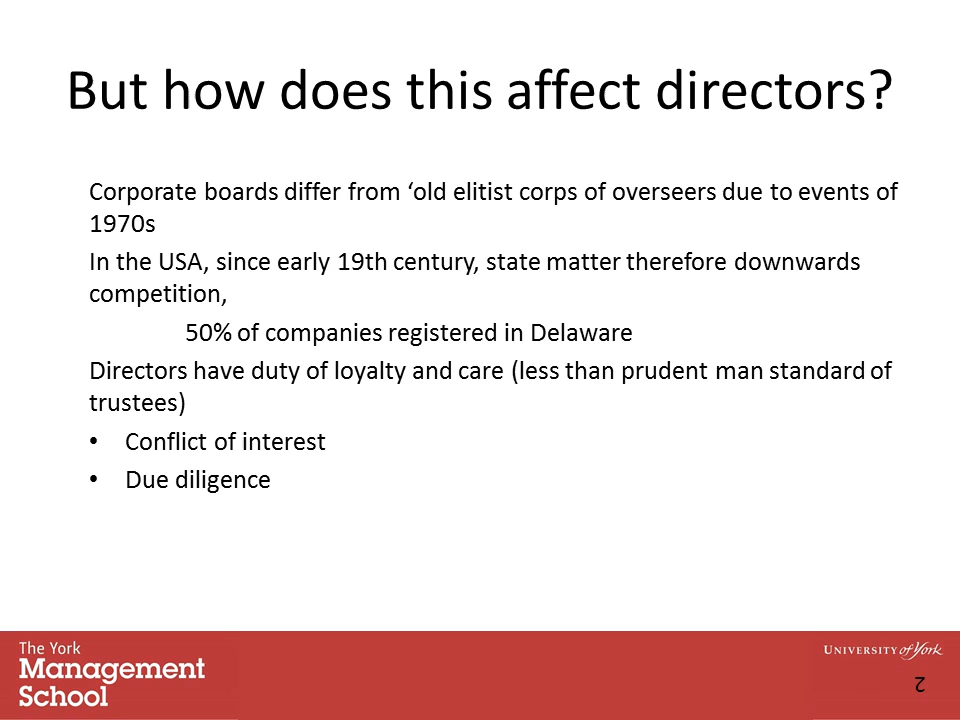 But how does this affect directors?
Corporate boards differ from ‘old elitist corps of overseers due to events of
1970s
In the USA, since early 19th century, state matter therefore downwards
competition,
50% of companies registered in Delaware
Directors have duty of loyalty and care (less than prudent man standard of
trustees)
• Conflict of interest
• Due diligence
The York
Management
School
UNIVERSITY of York
2